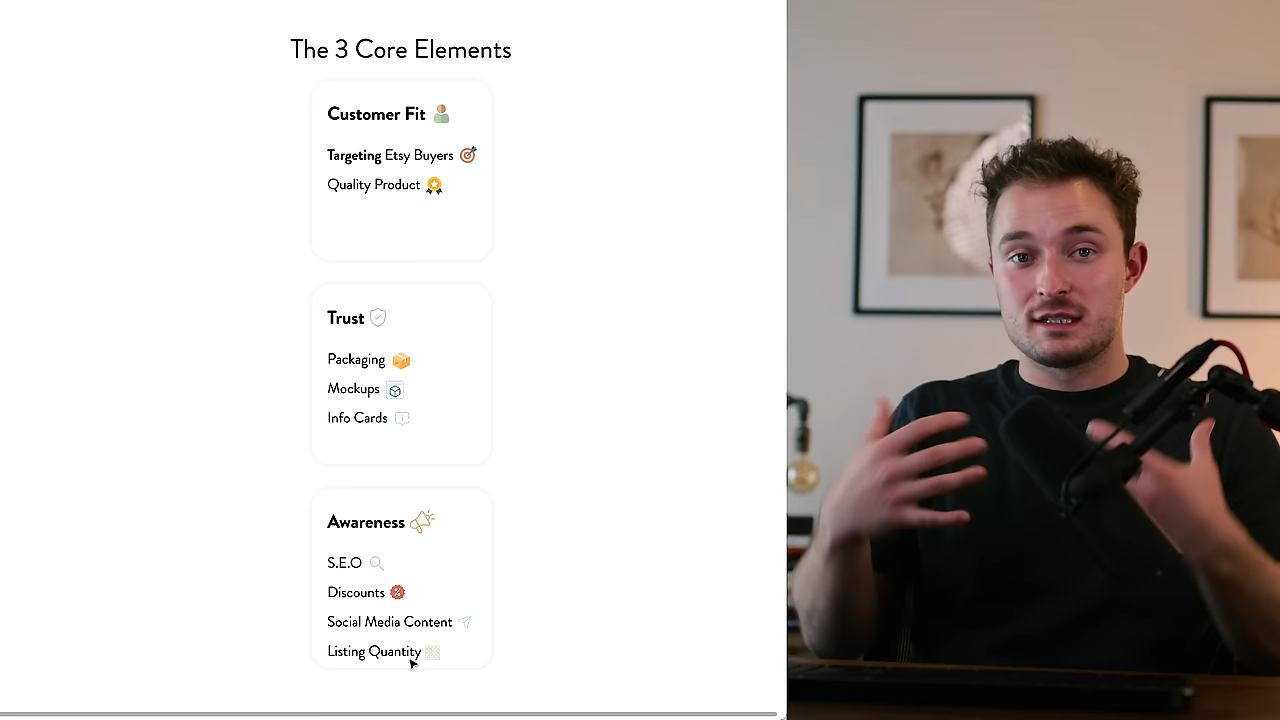 The 3 Core Elements
Customer Fit
Targeting Etsy Buyers
Quality Product
Trust
Packaging
Mockups
Info Cards
Awareness
S.E.O
Discounts
Social Media Content
Listing Quantity